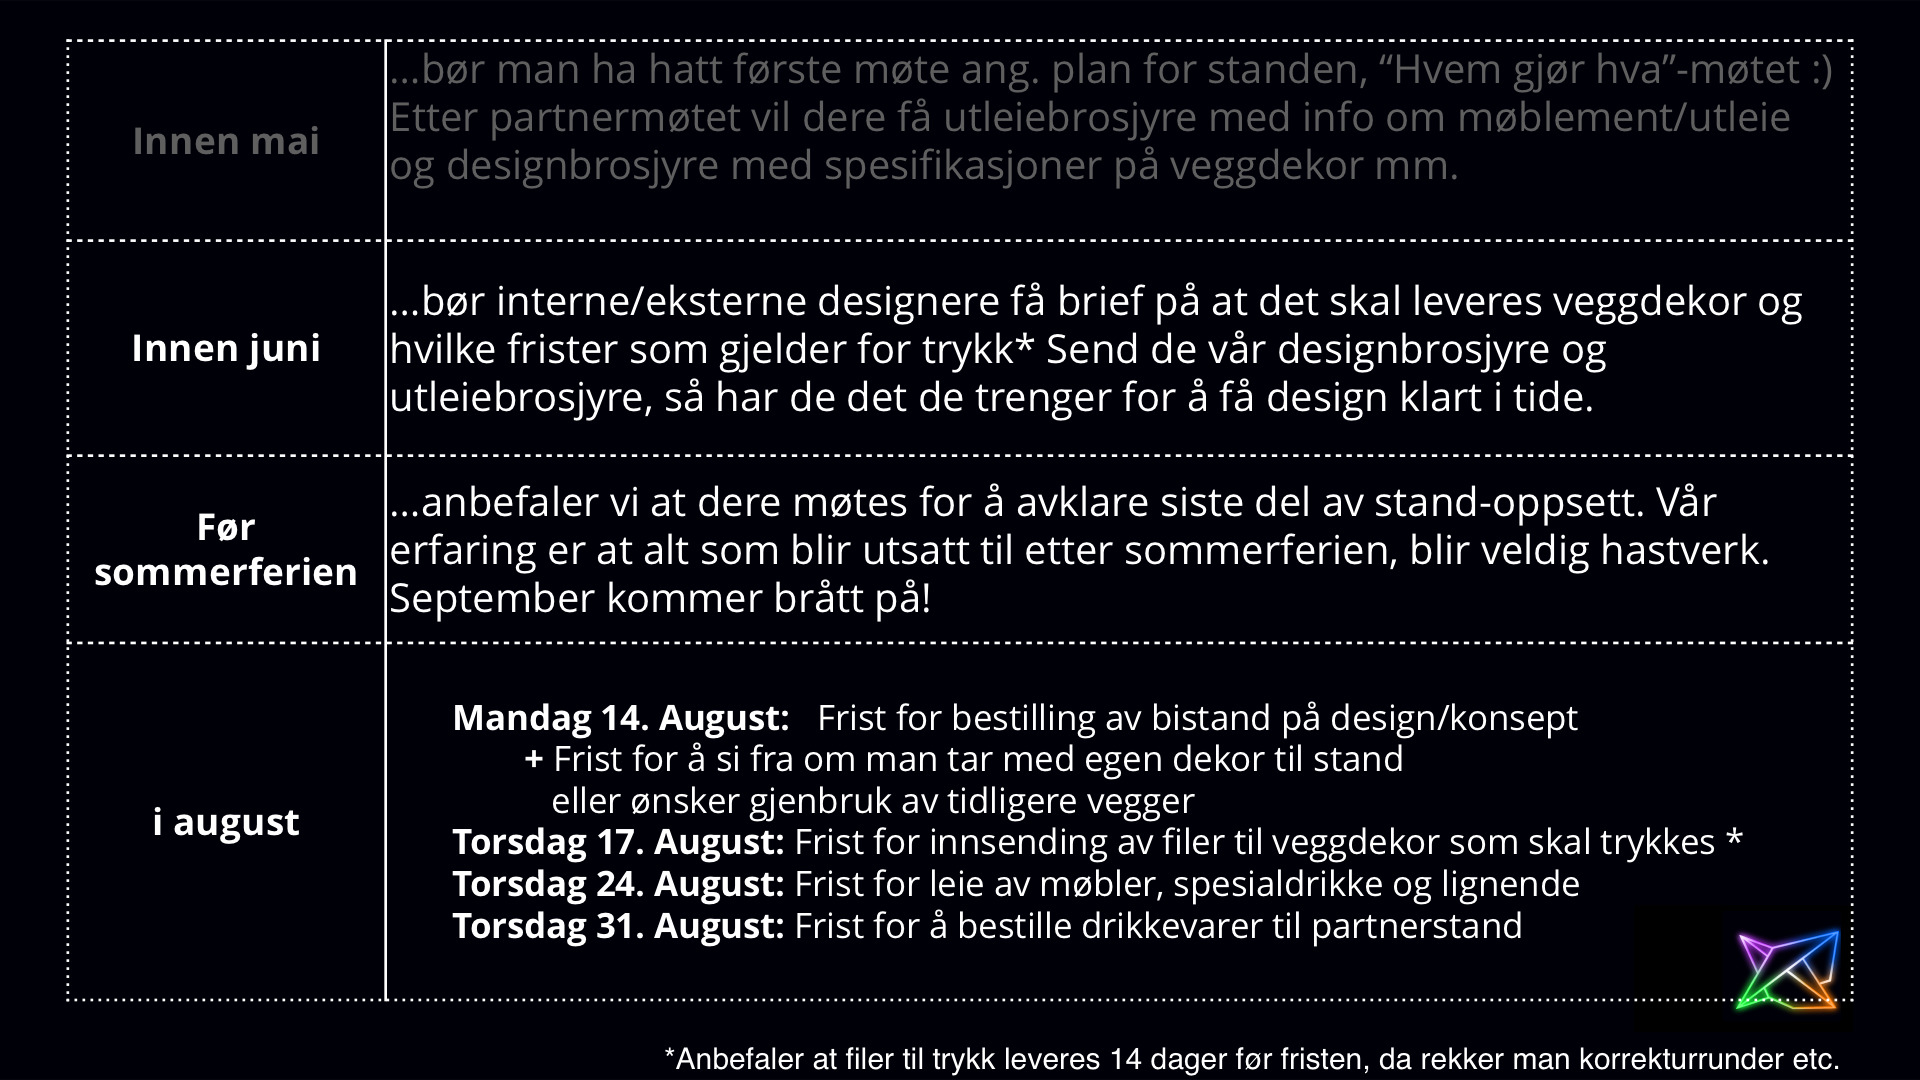 Innen mai
...bør man ha hatt første møte ang. plan for standen, “Hvem gjør hva”-møtet :)
Etter partnermøtet vil dere få utleiebrosjyre med info om møblement/utleie
og designbrosjyre med spesifikasjoner på veggdekor mm.
Innen juni
...bør interne/eksterne designere få brief på at det skal leveres veggdekor og
hvilke frister som gjelder for trykk* Send de vår designbrosjyre og
utleiebrosjyre, så har de det de trenger for å få design klart i tide.
Før
sommerferien
...anbefaler vi at dere møtes for å avklare siste del av stand-oppsett. Vår
erfaring er at alt som blir utsatt til etter sommerferien, blir veldig hastverk.
September kommer brått på!
i august
Mandag 14. August: Frist for bestilling av bistand på design/konsept
+ Frist for å si fra om man tar med egen dekor til stand
eller ønsker gjenbruk av tidligere vegger
Torsdag 17. August: Frist for innsending av filer til veggdekor som skal trykkes *
Torsdag 24. August: Frist for leie av møbler, spesialdrikke og lignende
Torsdag 31. August: Frist for å bestille drikkevarer til partnerstand
*Anbefaler at filer til trykk leveres 14 dager før fristen, da rekker man korrekturrunder etc.